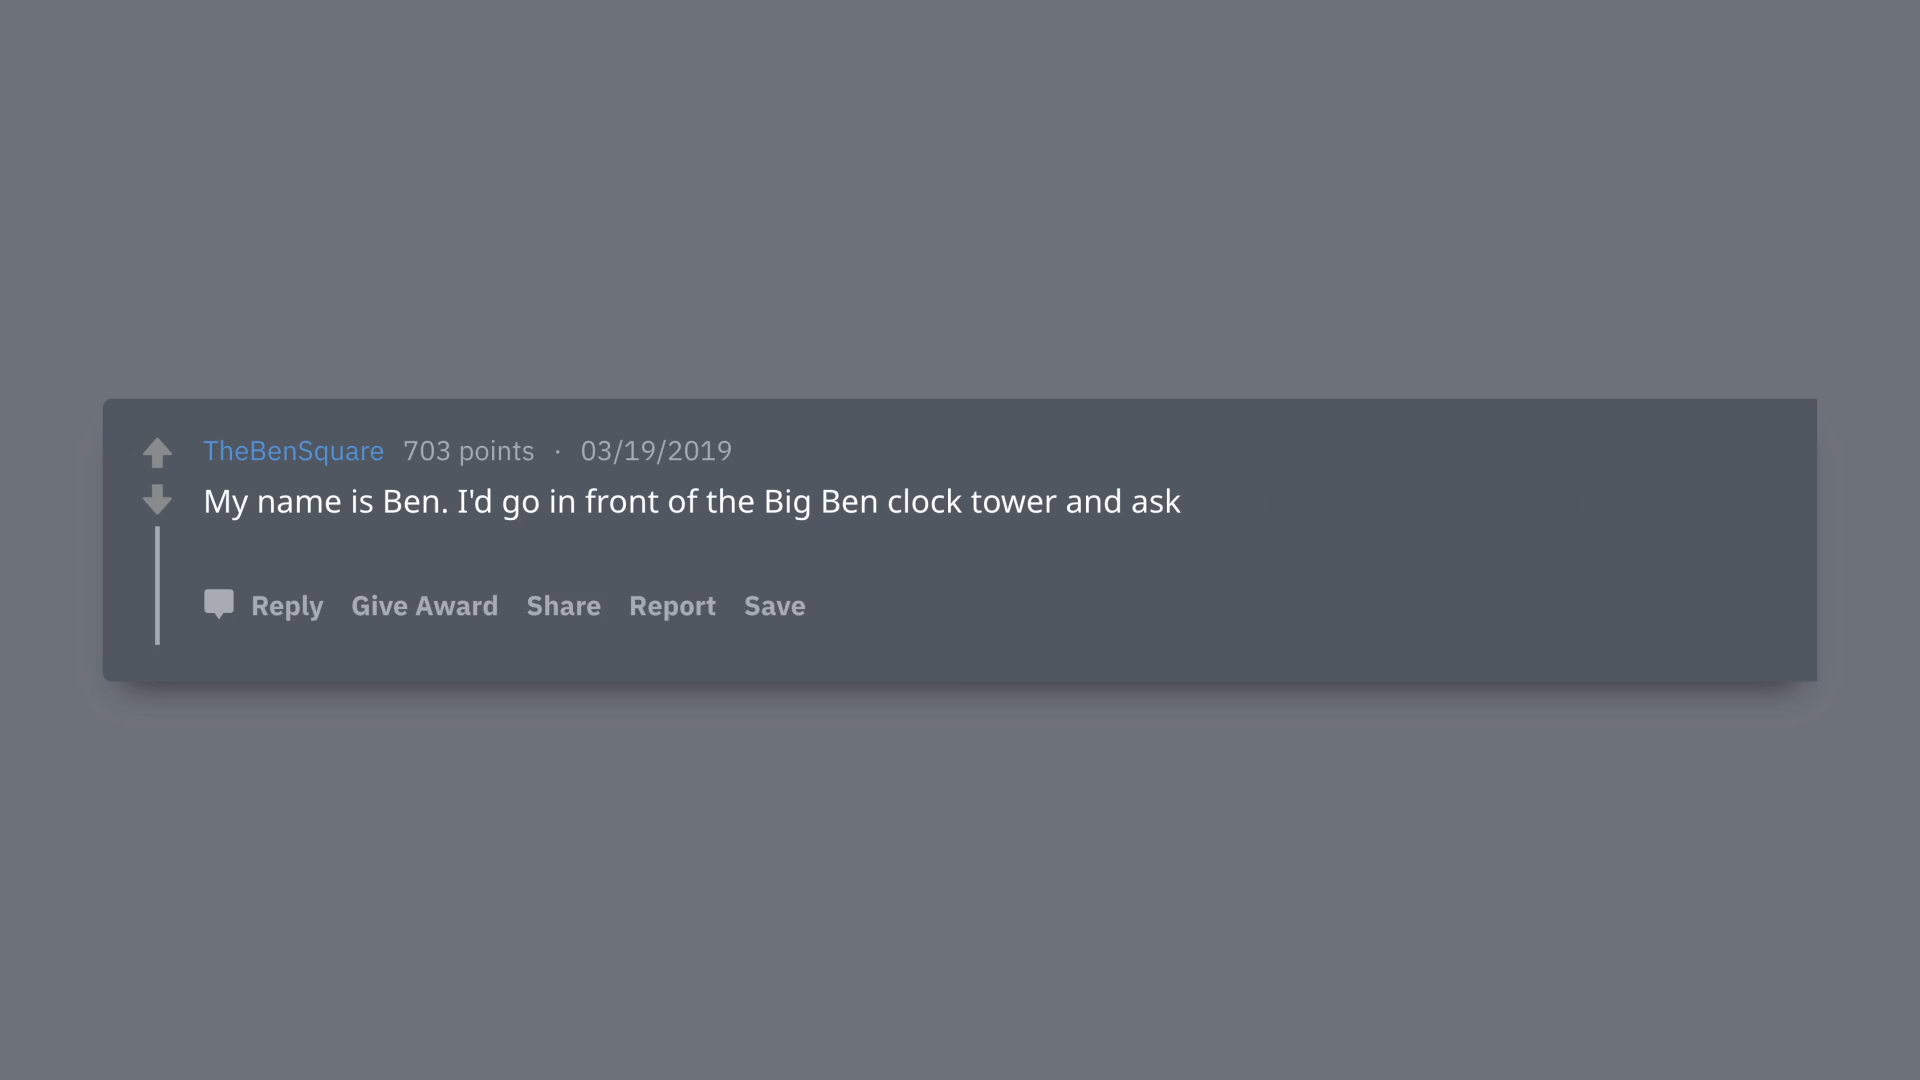 TheBenSquare 703 points · 03/19/2019
My name is Ben. I'd go in front of the Big Ben clock tower and ask
Reply Give Award Share Report Save